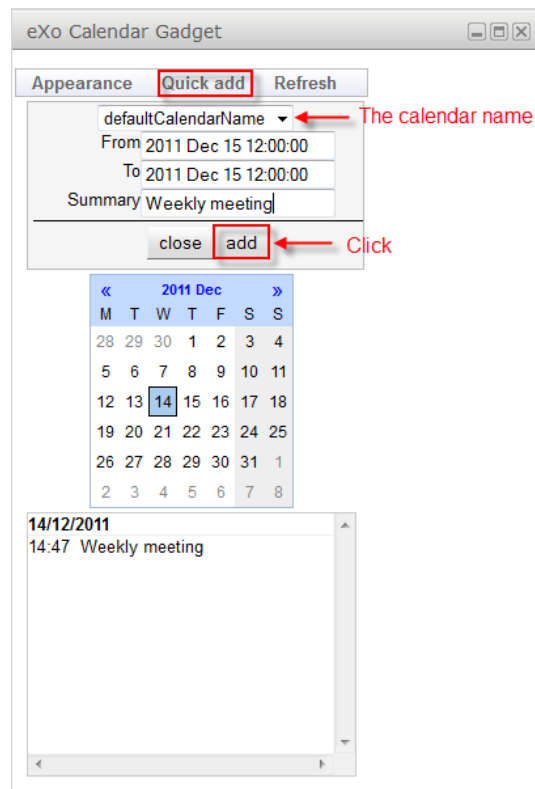 eXo Calendar Gadget
Appearance Quick add Refresh
defaultCalendarName The calendar name
From 2011 Dec 15 12:00:00
To 2011 Dec 15 12:00:00
Summary Weekly meeting
close add Click
« 2011 Dec »
M T W T F S S
28 29 30 1 2 3 4
5 6 7 8 9 10 11
12 13 14 15 16 17 18
19 20 21 22 23 24 25
26 27 28 29 30 31 1
2 3 4 5 6 7 8
14/12/2011
14:47 Weekly meeting